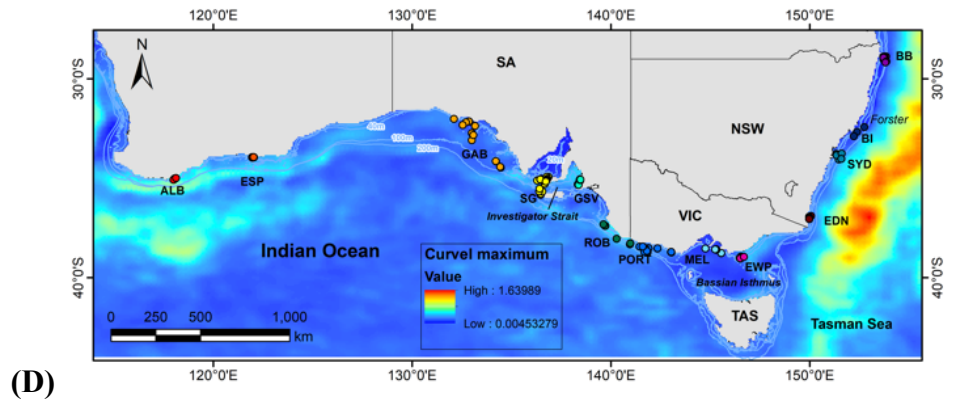 120°0'E 130°0'E 140°0'E 150°0'E
N
30°0'S
30°0'S
SA
BB
NSW
Forster
BI
SYD
40m
100m
200m
GAB
20m
ALB
ESP
SG
GSV
Investigator Strait
VIC
EDN
ROB
PORT
MEL
EWP
Indian Ocean
Bassian Isthmus
40°0'S
40°0'S
TAS
Tasman Sea
Curvel maximum
Value
High : 1.63989
Low : 0.00453279
0 250 500 1,000
km
120°0'E 130°0'E 140°0'E 150°0'E
(D)